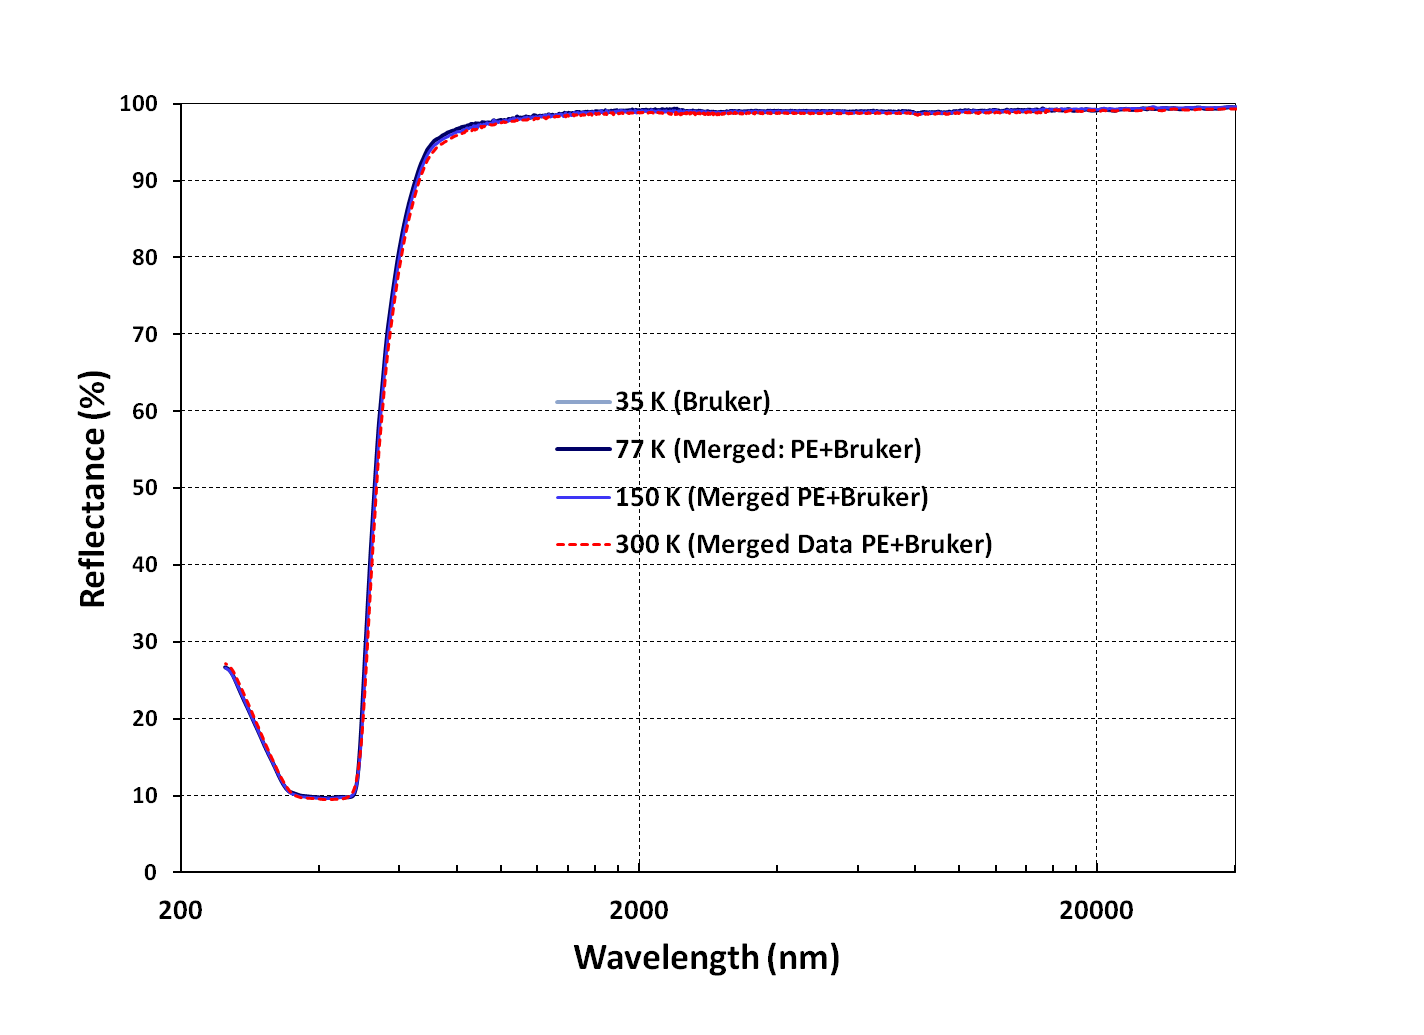 100
90
80
70
60
50
40
30
20
10
0
Reflectance (%)
35 K (Bruker)
77 K (Merged: PE+Bruker)
150 K (Merged PE+Bruker)
300 K (Merged Data PE+Bruker)
200
2000
20000
Wavelength (nm)